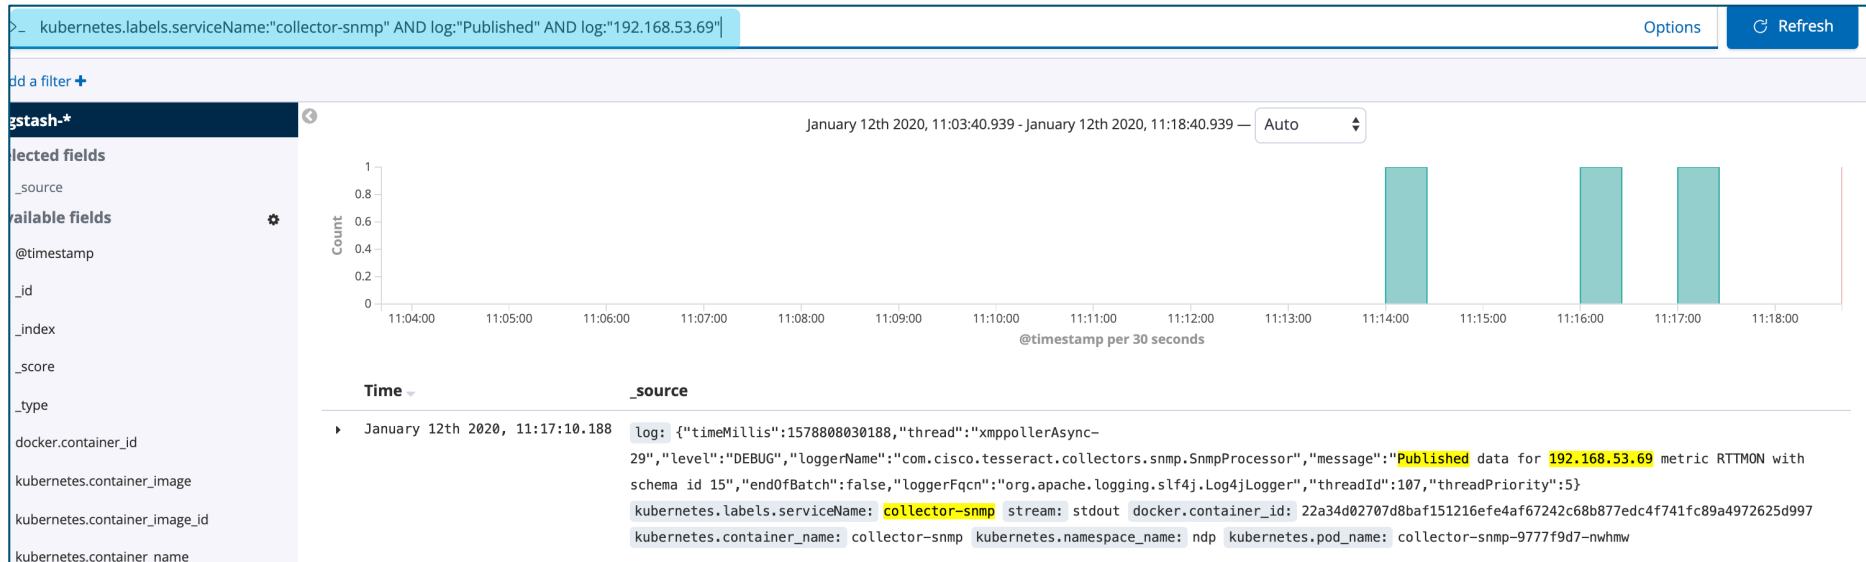 >_ kubernetes.labels.serviceName:"collector-snmp" AND log:"Published" AND log:"192.168.53.69"
Options
Refresh
dd a filter +
gstash-*
January 12th 2020, 11:03:40.939 - January 12th 2020, 11:18:40.939 —
Auto
lected fields
_source
vailable fields
@timestamp
_id
_index
_score
_type
docker.container_id
kubernetes.container_image
kubernetes.container_image_id
kubernetes.container_name
Count
1
0.8
0.6
0.4
0.2
0
11:04:00 11:05:00 11:06:00 11:07:00 11:08:00 11:09:00 11:10:00 11:11:00 11:12:00 11:13:00 11:14:00 11:15:00 11:16:00 11:17:00 11:18:00
@timestamp per 30 seconds
Time _source
January 12th 2020, 11:17:10.188
log: {"timeMillis":1578808030188,"thread":"xmppollerAsync-
29","level":"DEBUG","loggerName":"com.cisco.tesseract.collectors.snmp.SnmpProcessor","message":"Published data for 192.168.53.69 metric RTTMON with
schema id 15","endOfBatch":false,"loggerFqcn":"org.apache.logging.slf4j.Log4jLogger","threadId":107,"threadPriority":5}
kubernetes.labels.serviceName: collector-snmp stream: stdout docker.container_id: 22a34d02707d8baf151216efe4af67242c68b877edc4f741fc89a4972625d997
kubernetes.container_name: collector-snmp kubernetes.namespace_name: ndp kubernetes.pod_name: collector-snmp-9777f9d7-nwhmw